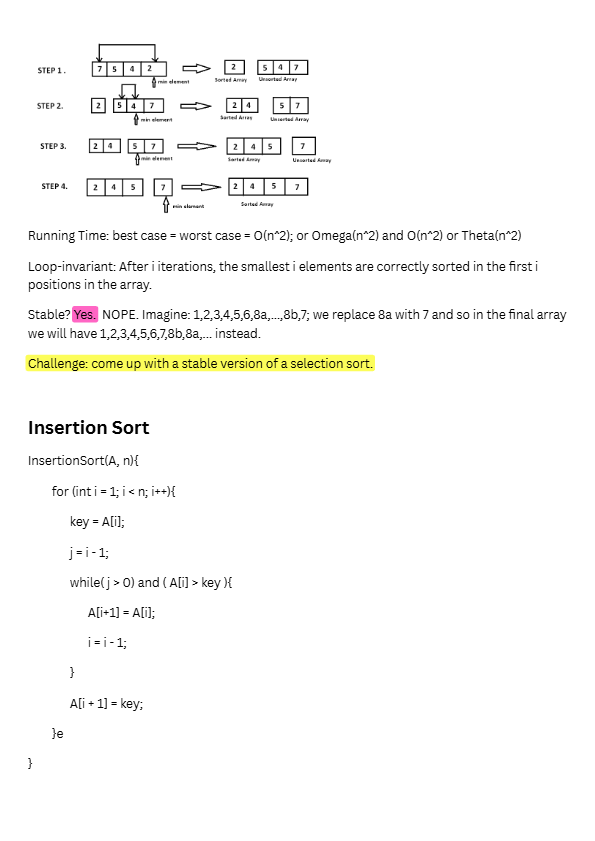 STEP 1.
7 5 4 2
2
5 4 7
min element
Sorted Array
Unsorted Array
STEP 2.
2
5 4 7
2 4
5 7
min element
Sorted Array
Unsorted Array
STEP 3.
2 4
5 7
2 4 5
7
min element
Sorted Array
Unsorted Array
STEP 4.
2 4 5
7
2 4 5 7
min element
Sorted Array
Running Time: best case = worst case = O(n^2); or Omega(n^2) and O(n^2) or Theta(n^2)
Loop-invariant: After i iterations, the smallest i elements are correctly sorted in the first i
positions in the array.
Stable? Yes. NOPE. Imagine: 1,2,3,4,5,6,8a,...,8b,7; we replace 8a with 7 and so in the final array
we will have 1,2,3,4,5,6,7,8b,8a,... instead.
Challenge: come up with a stable version of a selection sort.
Insertion Sort
InsertionSort(A, n){
for (int i = 1; i < n; i++){
key = A[i];
j = i - 1;
while( j > 0) and ( A[i] > key ){
A[i+1] = A[i];
i = i - 1;
}
A[i + 1] = key;
}e
}